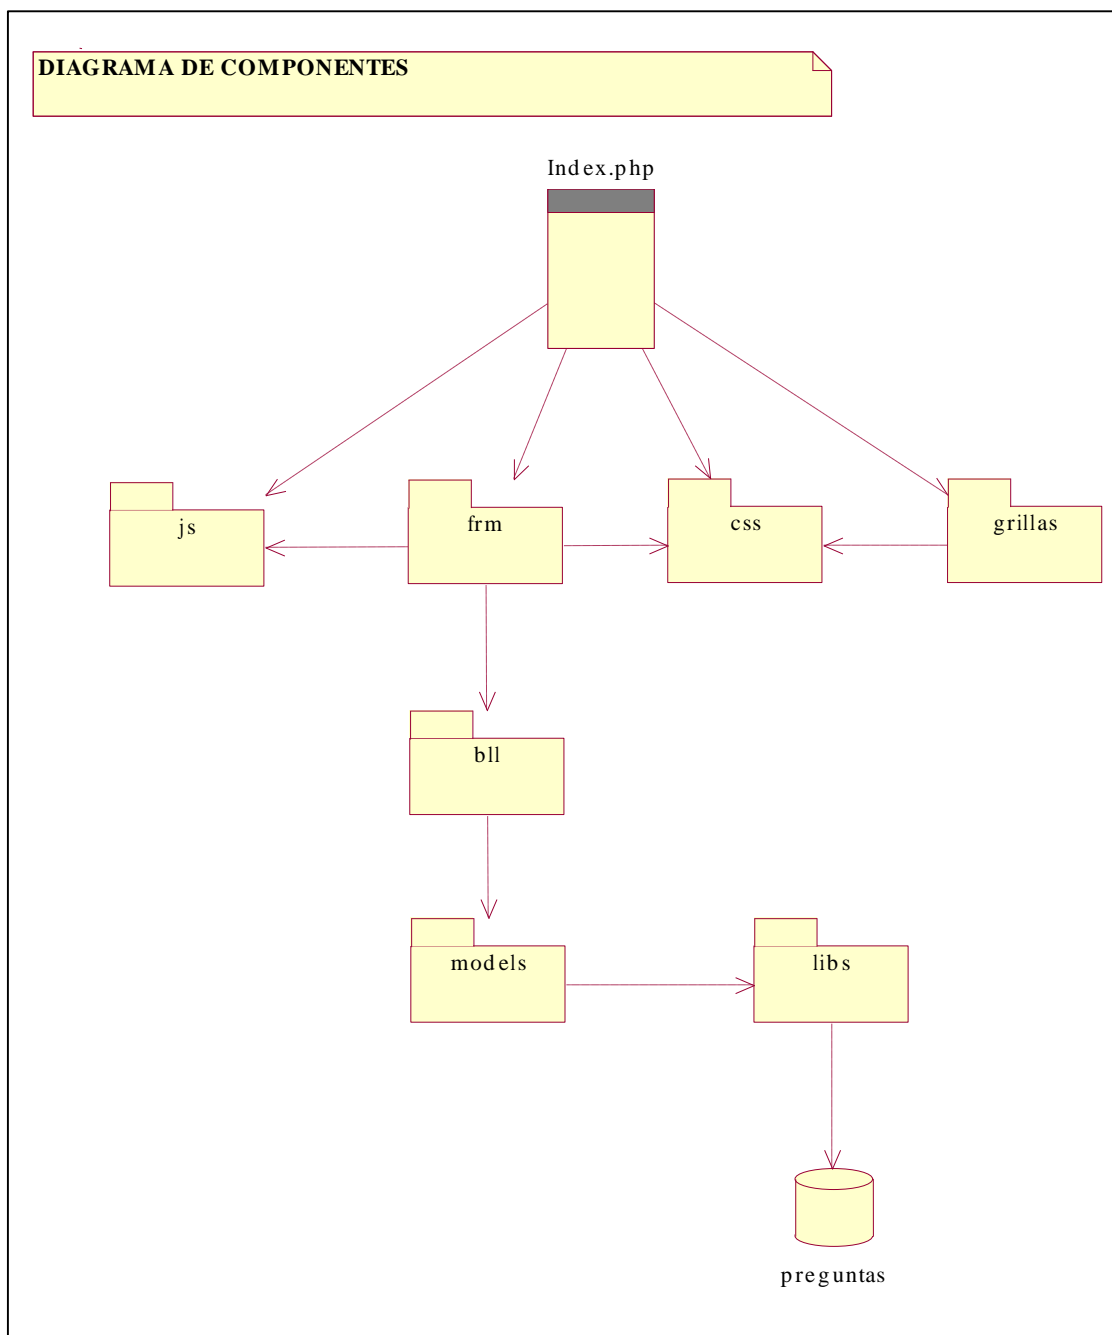 DIAGRAMA DE COMPONENTES
Index.php
js
frm
css
grillas
bll
models
libs
preguntas